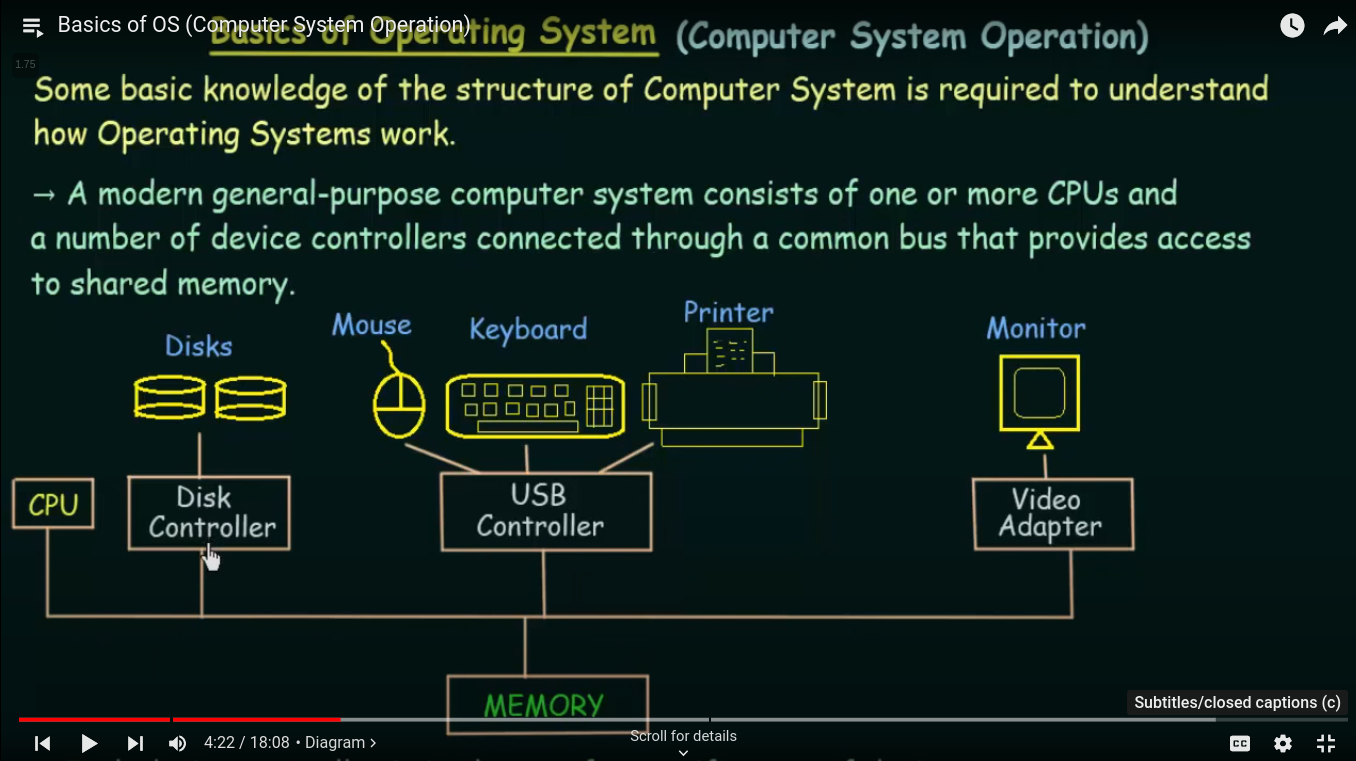 Basics of OS (Computer System Operation)
Basics of Operating System (Computer System Operation)
1.75
Some basic knowledge of the structure of Computer System is required to understand
how Operating Systems work.
→ A modern general-purpose computer system consists of one or more CPUs and
a number of device controllers connected through a common bus that provides access
to shared memory.
Disks
Mouse
Keyboard
Printer
Monitor
CPU
Disk
Controller
USB
Controller
Video
Adapter
MEMORY
Subtitles/closed captions (c)
4:22 / 18:08 • Diagram >
Scroll for details
CC